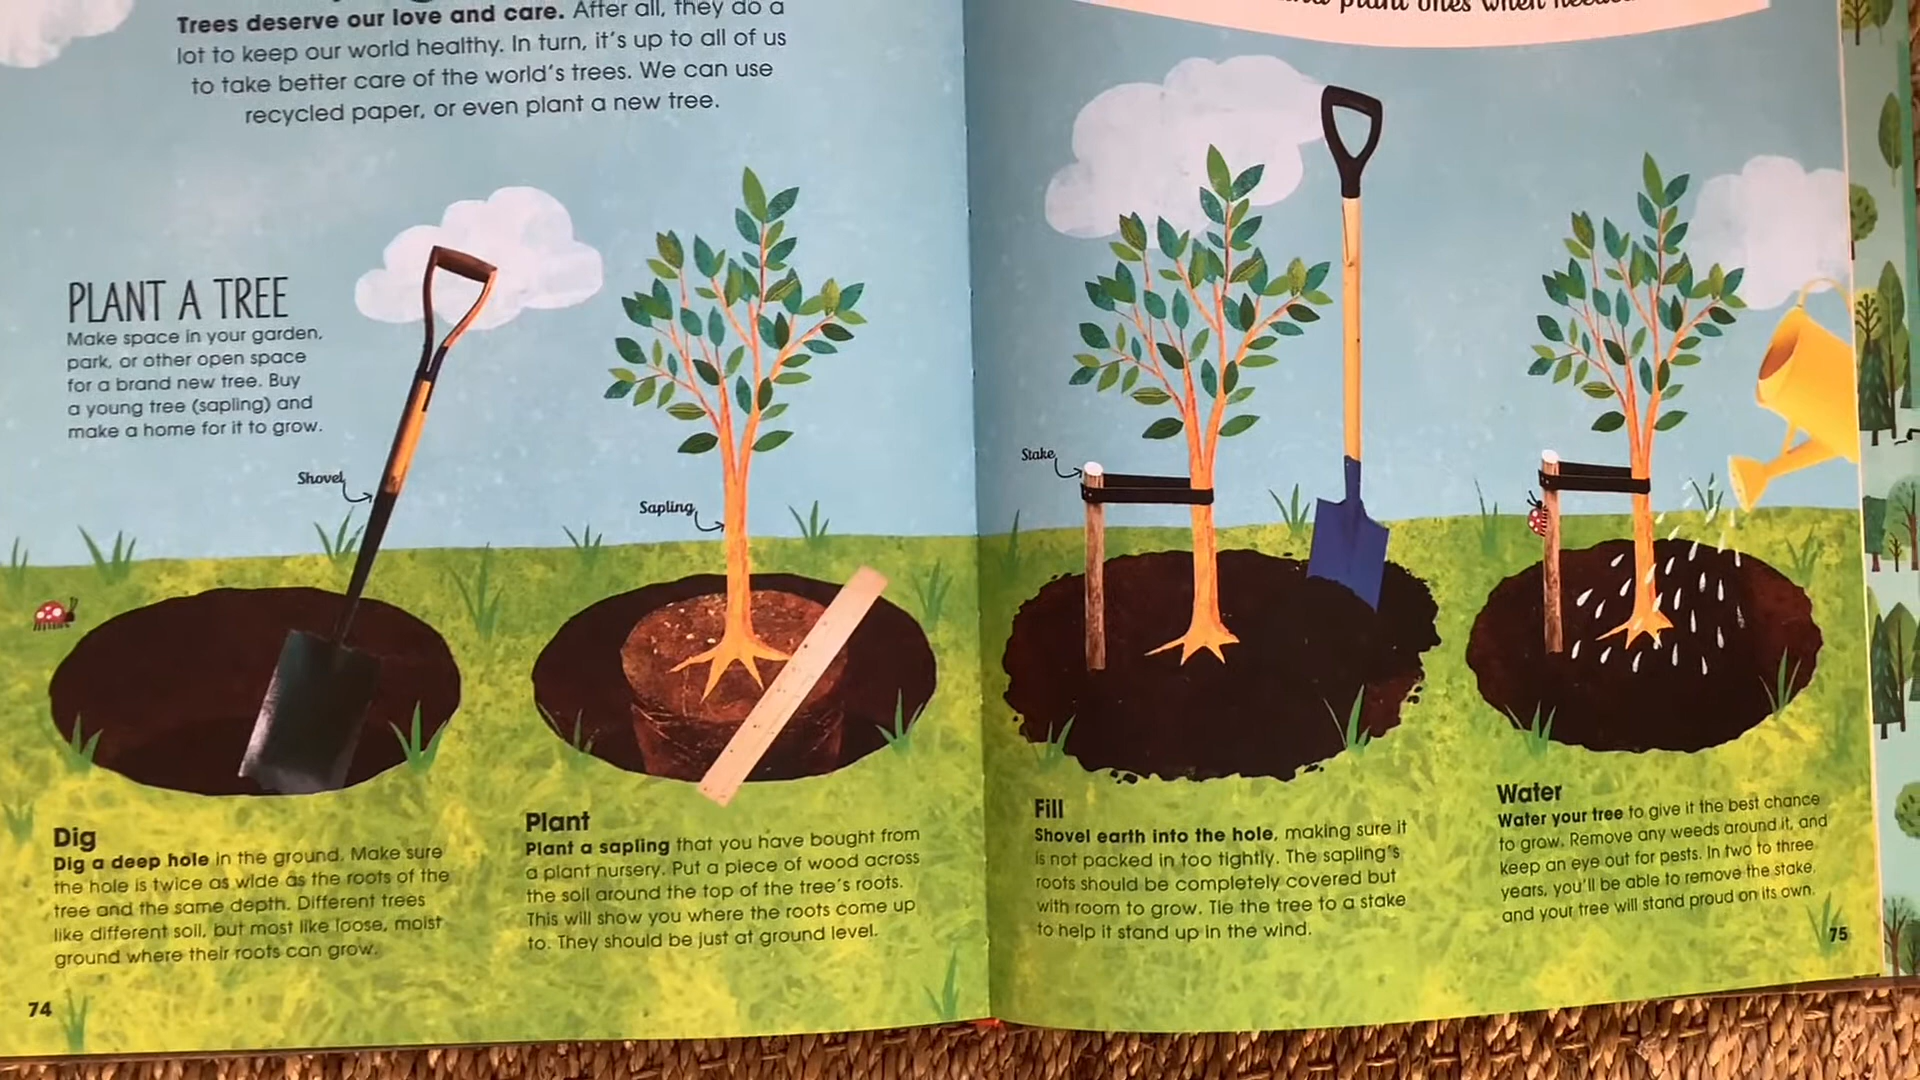 Trees deserve our love and care. After all, they do a
lot to keep our world healthy. In turn, it's up to all of us
to take better care of the world's trees. We can use
recycled paper, or even plant a new tree.
PLANT A TREE
Make space in your garden,
park, or other open space
for a brand new tree. Buy
a young tree (sapling) and
make a home for it to grow.
Shovel
Sapling
Dig
Dig a deep hole in the ground. Make sure
the hole is twice as wide as the roots of the
tree and the same depth. Different trees
like different soil, but most like loose, moist
ground where their roots can grow.
Plant
Plant a sapling that you have bought from
a plant nursery. Put a piece of wood across
the soil around the top of the tree's roots.
This will show you where the roots come up
to. They should be just at ground level.
74
plant ones when
Stake
Fill
Shovel earth into the hole, making sure it
is not packed in too tightly. The sapling's
roots should be completely covered but
with room to grow. Tie the tree to a stake
to help it stand up in the wind.
Water
Water your tree to give it the best chance
to grow. Remove any weeds around it, and
keep an eye out for pests. In two to three
years, you'll be able to remove the stake,
and your tree will stand proud on its own.
75